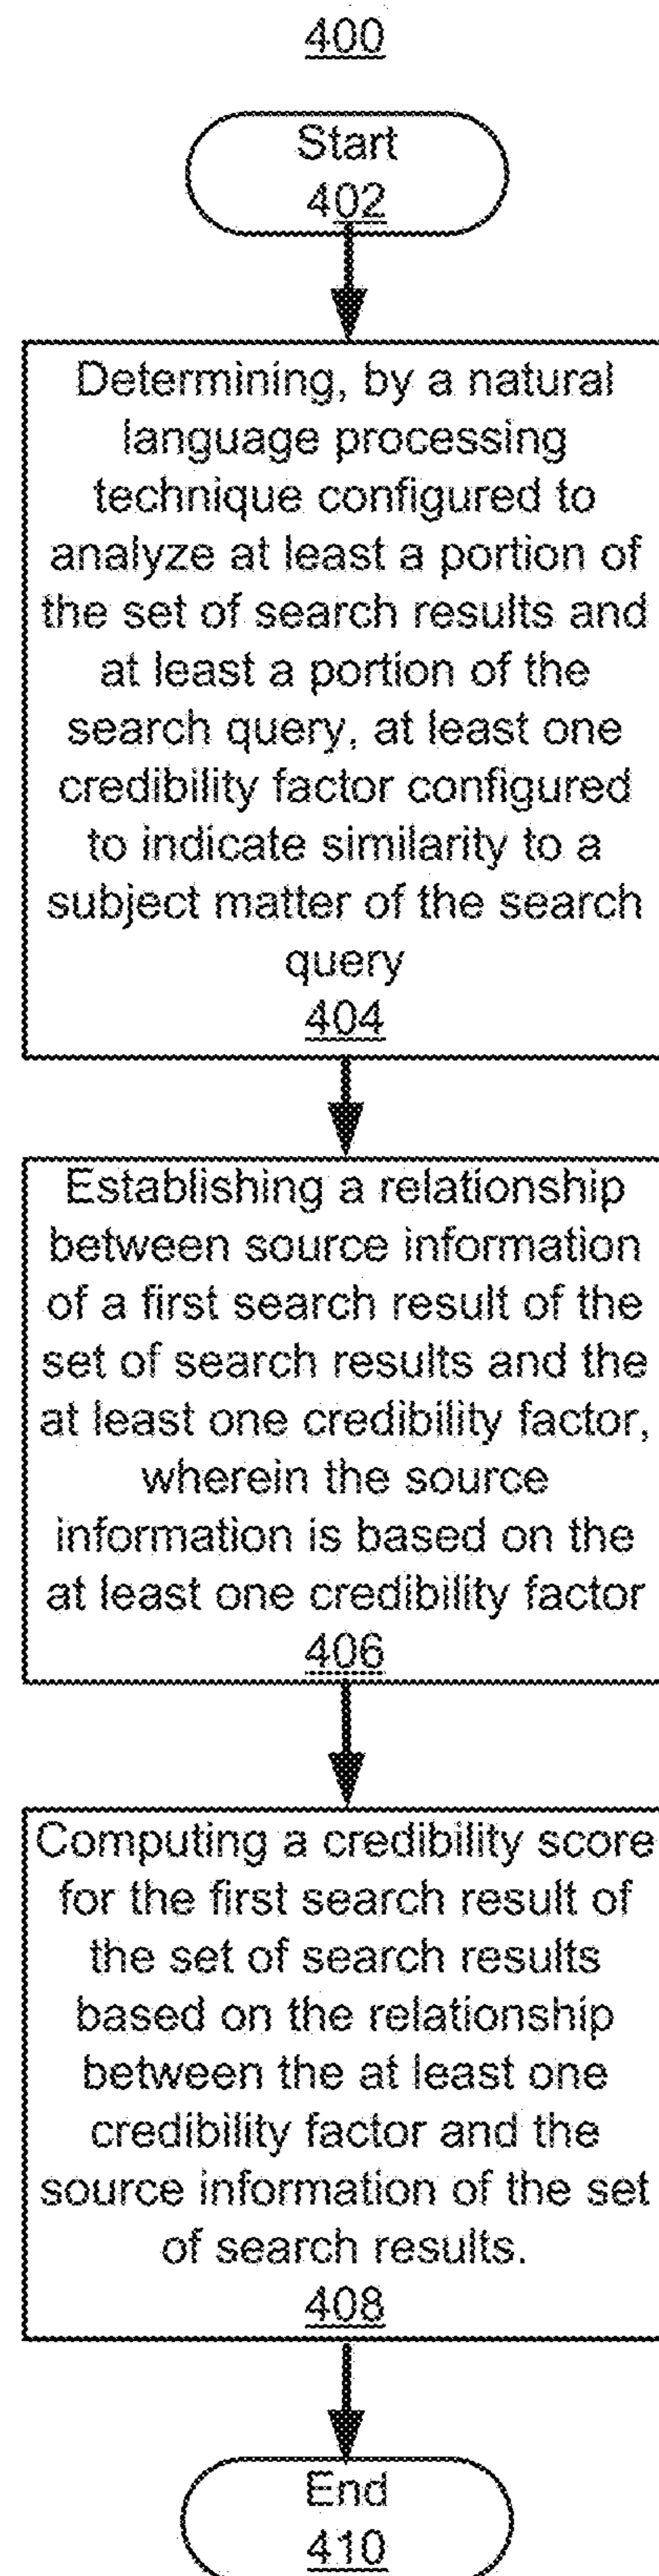 400
Start
402
Determining, by a natural
language processing
technique configured to
analyze at least a portion of
the set of search results and
at least a portion of the
search query, at least one
credibility factor configured
to indicate similarity to a
subject matter of the search
query
404
Establishing a relationship
between source information
of a first search result of the
set of search results and the
at least one credibility factor,
wherein the source
information is based on the
at least one credibility factor
406
Computing a credibility score
for the first search result of
the set of search results
based on the relationship
between the at least one
credibility factor and the
source information of the set
of search results.
408
End
410